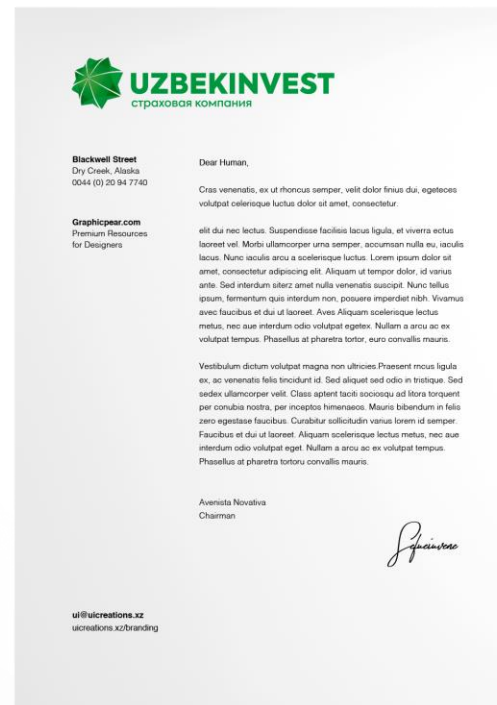 UZBEKINVEST
страховая компания
Blackwell Street
Dry Creek, Alaska
0044 (0) 20 94 7740
Graphicpear.com
Premium Resources
for Designers
Dear Human,
Cras venenatis, ex ut rhoncus semper, velit dolor finius dui, egeteces
volutpat celerisque luctus dolor sit amet, consectetur.
elit dui nec lectus. Suspendisse facilisis lacus ligula, et viverra ectus
laoreet vel. Morbi ullamcorper urna semper, accumsan nulla eu, iaculis
lacus. Nunc iaculis arcu a scelerisque luctus. Lorem ipsum dolor sit
amet, consectetur adipiscing elit. Aliquam ut tempor dolor, id varius
ante. Sed interdum siterz amet nulla venenatis suscipit. Nunc tellus
ipsum, fermentum quis interdum non, posuere imperdiet nibh. Vivamus
avec faucibus et dui ut laoreet. Aves Aliquam scelerisque lectus
metus, nec aue interdum odio volutpat egetex. Nullam a arcu ac ex
volutpat tempus. Phasellus at pharetra tortor, euro convallis mauris.
Vestibulum dictum volutpat magna non ultricies.Praesent mcus ligula
ex, ac venenatis felis tincidunt id. Sed aliquet sed odio in tristique. Sed
sedex ullamcorper velit. Class aptent taciti sociosqu ad litora torquent
per conubia nostra, per inceptos himenaeos. Mauris bibendum in felis
zero egestase faucibus. Curabitur sollicitudin varius lorem id semper.
Faucibus et dui ut laoreet. Aliquam scelerisque lectus metus, nec aue
interdum odio volutpat eget. Nullam a arcu ac ex volutpat tempus.
Phasellus at pharetra tortoru convallis mauris.
Avenista Novativa
Chairman
ui@uicreations.xz
uicreations.xz/branding